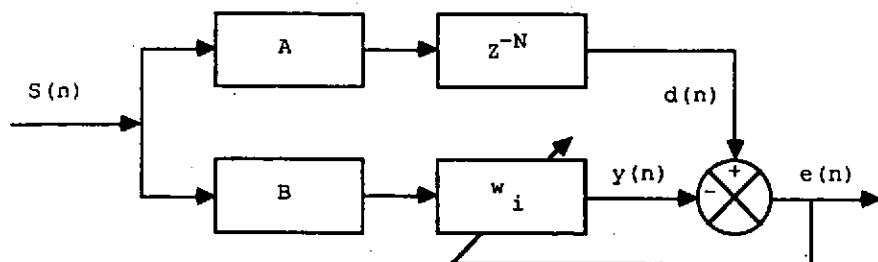 A
Z^-N
S(n)
d(n)
+
B
w_i
y(n)
-
e(n)